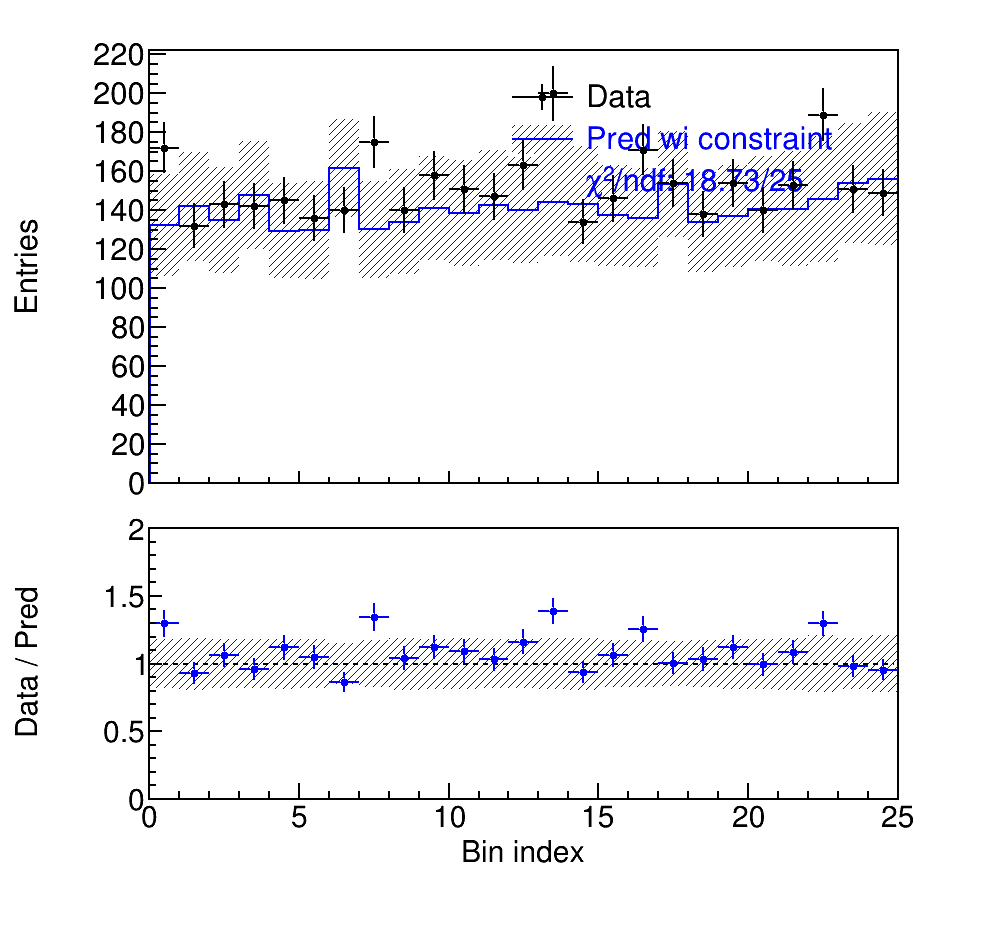 220
200
180
160
140
120
100
80
60
40
20
0
Entries
Data
Pred wi constraint
χ²/ndf: 18.73/25
2
1.5
1
0.5
0
Data / Pred
0 5 10 15 20 25
Bin index